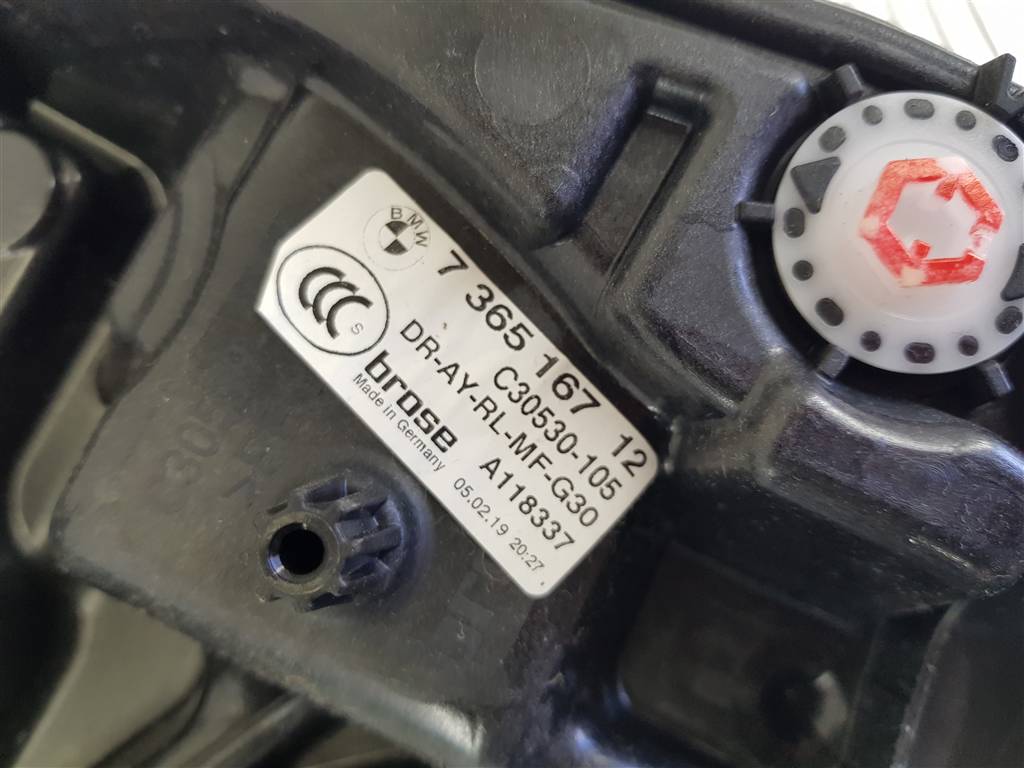 BMW
7 365 167 12
CCC S
C30530-105
DR-AY-RL-MF-G30
brose A118337
Made in Germany 05.02.19 20:27